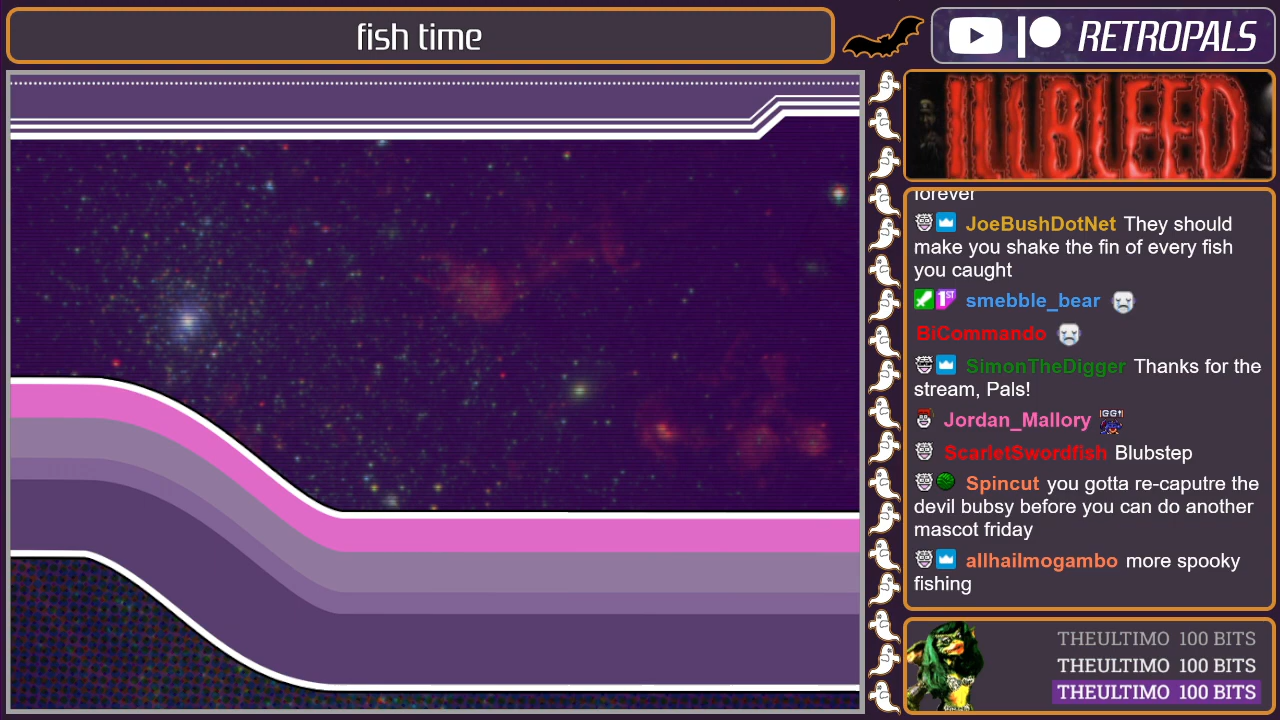 fish time
RETROPALS
ILLBLEED
forever
JoeBushDotNet They should
make you shake the fin of every fish
you caught
1ST smebble_bear
BiCommando
SimonTheDigger Thanks for the
stream, Pals!
Jordan_Mallory GG!
ScarletSwordfish Blubstep
Spincut you gotta re-caputre the
devil bubsy before you can do another
mascot friday
allhailmogambo more spooky
fishing
THEULTIMO 100 BITS
THEULTIMO 100 BITS
THEULTIMO 100 BITS